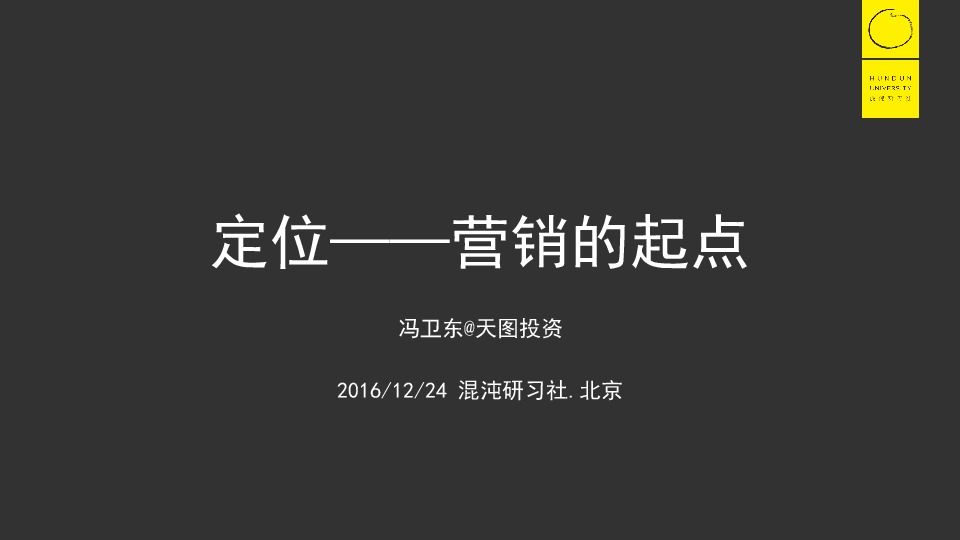 HUNDUN
UNIVERSITY
混沌研习社
定位——营销的起点
冯卫东@天图投资
2016/12/24 混沌研习社.北京